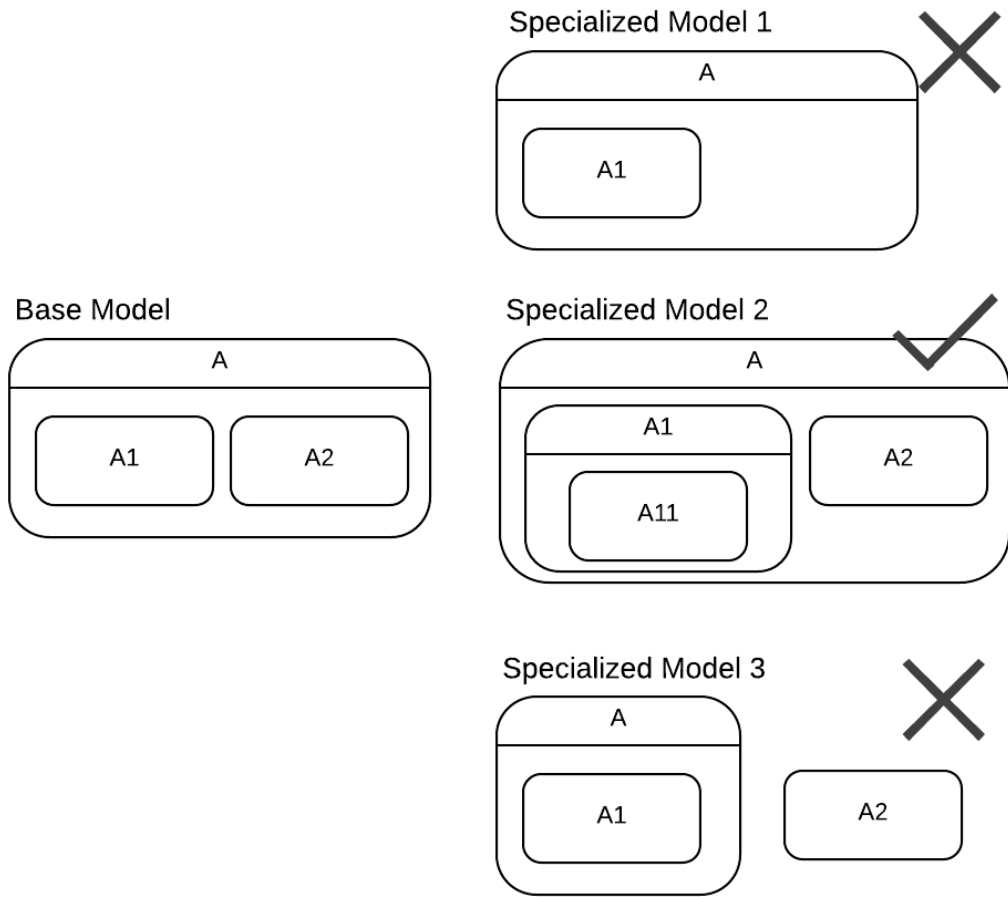 Specialized Model 1
A
A1
Base Model
A
A1
A2
Specialized Model 2
A
A1
A11
A2
Specialized Model 3
A
A1
A2